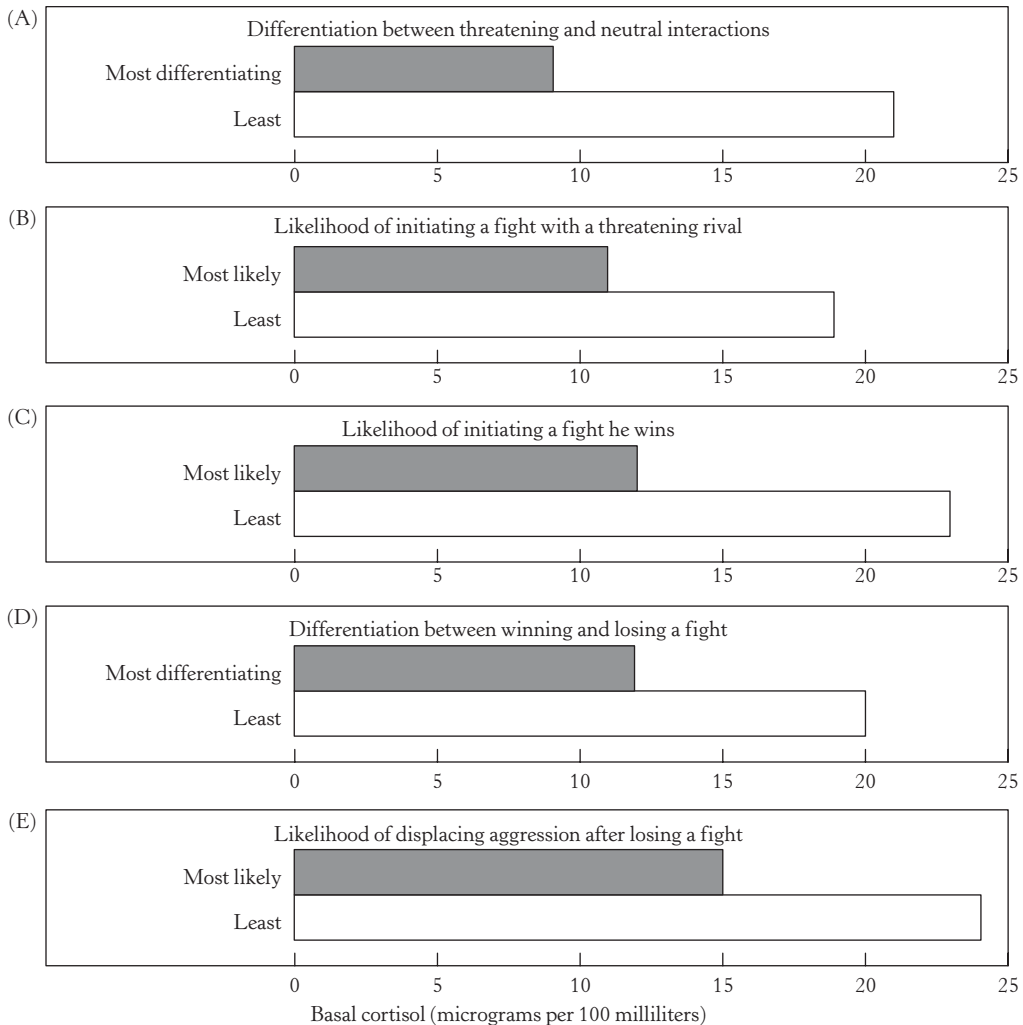 (A)
Differentiation between threatening and neutral interactions
Most differentiating
Least
0 5 10 15 20 25
(B)
Likelihood of initiating a fight with a threatening rival
Most likely
Least
0 5 10 15 20 25
(C)
Likelihood of initiating a fight he wins
Most likely
Least
0 5 10 15 20 25
(D)
Differentiation between winning and losing a fight
Most differentiating
Least
0 5 10 15 20 25
(E)
Likelihood of displacing aggression after losing a fight
Most likely
Least
0 5 10 15 20 25
Basal cortisol (micrograms per 100 milliliters)